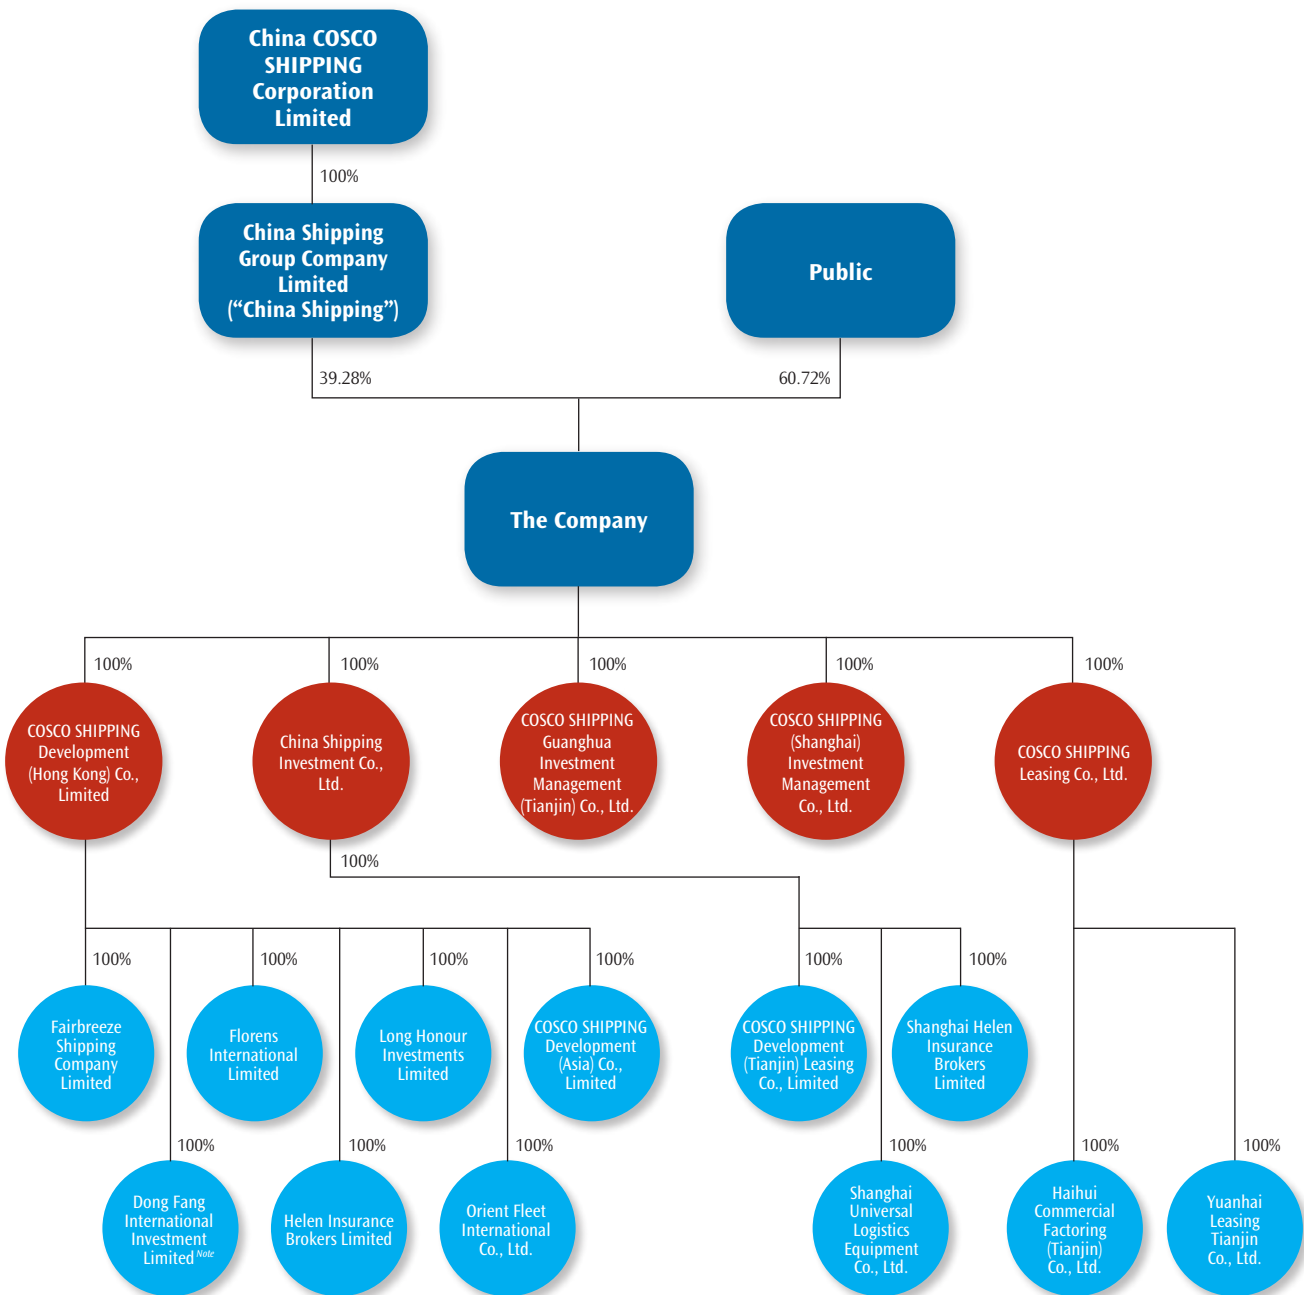 China COSCO
SHIPPING
Corporation
Limited
100%
China Shipping
Group Company
Limited
(“China Shipping”)
Public
39.28%
60.72%
The Company
100%
100%
100%
100%
100%
COSCO SHIPPING
Development
(Hong Kong) Co.,
Limited
China Shipping
Investment Co.,
Ltd.
COSCO SHIPPING
Guanghua
Investment
Management
(Tianjin) Co., Ltd.
COSCO SHIPPING
(Shanghai)
Investment
Management
Co., Ltd.
COSCO SHIPPING
Leasing Co., Ltd.
100%
100%
100%
100%
100%
100%
100%
Fairbreeze
Shipping
Company
Limited
Florens
International
Limited
Long Honour
Investments
Limited
COSCO SHIPPING
Development
(Asia) Co.,
Limited
COSCO SHIPPING
Development
(Tianjin) Leasing
Co., Limited
Shanghai Helen
Insurance
Brokers
Limited
100%
100%
100%
100%
100%
100%
Dong Fang
International
Investment
Limited Note
Helen Insurance
Brokers Limited
Orient Fleet
International
Co., Ltd.
Shanghai
Universal
Logistics
Equipment
Co., Ltd.
Haihui
Commercial
Factoring
(Tianjin)
Co., Ltd.
Yuanhai
Leasing
Tianjin
Co., Ltd.